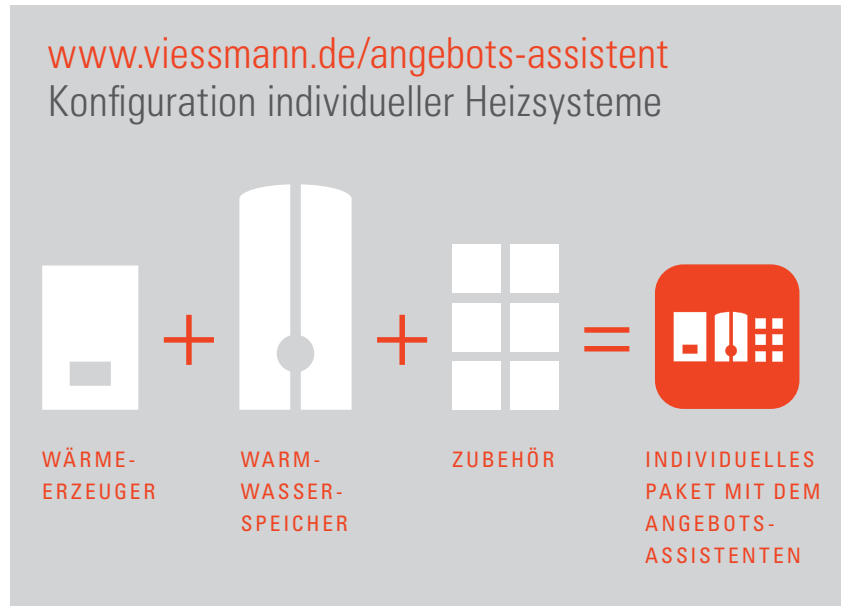 www.viessmann.de/angebots-assistent
Konfiguration individueller Heizsysteme
WÄRME-
ERZEUGER
WARM-
WASSER-
SPEICHER
ZUBEHÖR
INDIVIDUELLES
PAKET MIT DEM
ANGEBOTS-
ASSISTENTEN